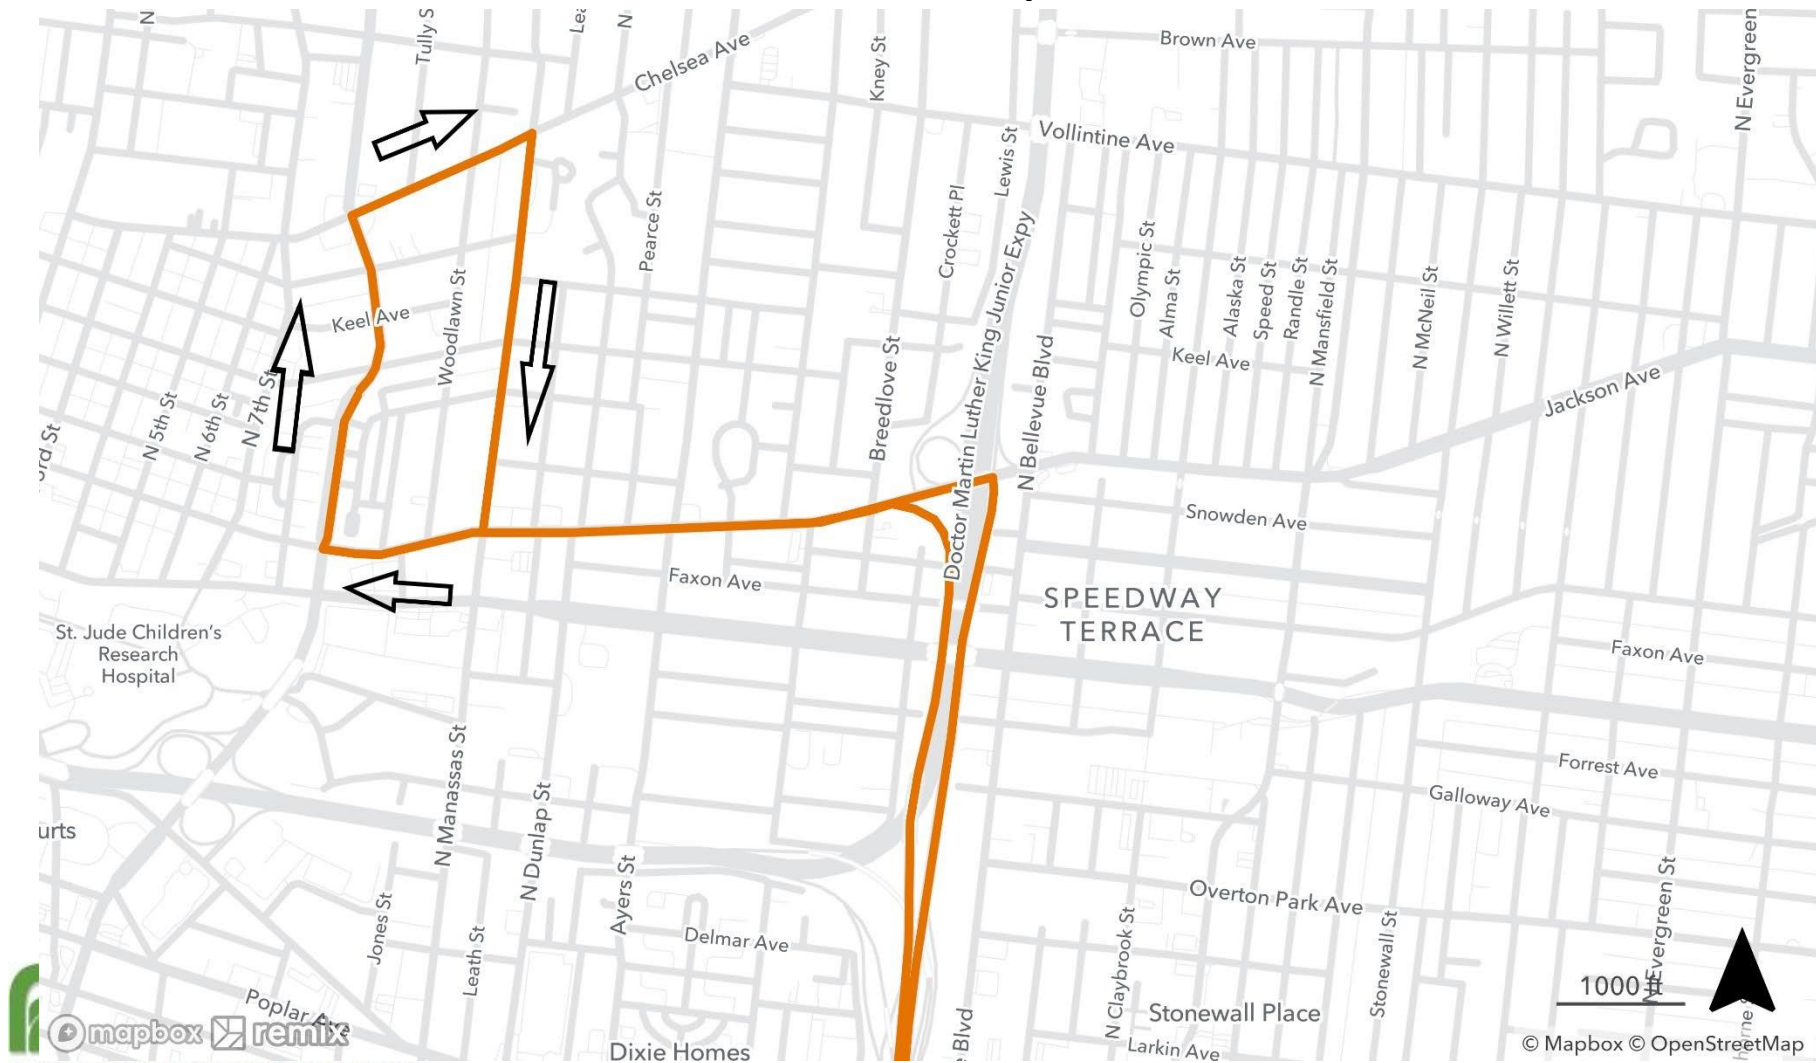 N
Tully S
Lea
N
Chelsea Ave
Kney St
Brown Ave
N Evergreen
Vollintine Ave
Lewis St
Crockett Pl
Pearce St
Doctor Martin Luther King Junior Expy
Olympic St
Alma St
Alaska St
Speed St
Randle St
N Mansfield St
N McNeil St
N Willett St
Keel Ave
Woodlawn St
Keel Ave
Breedlove St
N Bellevue Blvd
Jackson Ave
N 7th St
N 6th St
N 5th St
ord St
Snowden Ave
Faxon Ave
SPEEDWAY
TERRACE
St. Jude Children's
Research
Hospital
Faxon Ave
Forrest Ave
Galloway Ave
N Manassas St
N Dunlap St
urts
Ayers St
Overton Park Ave
N Evergreen St
Jones St
Leath St
Delmar Ave
N Claybrook St
Stonewall St
1000 ft
Poplar Ave
Stonewall Place
e Blvd
mapbox remix
Dixie Homes
Larkin Ave
© Mapbox © OpenStreetMap